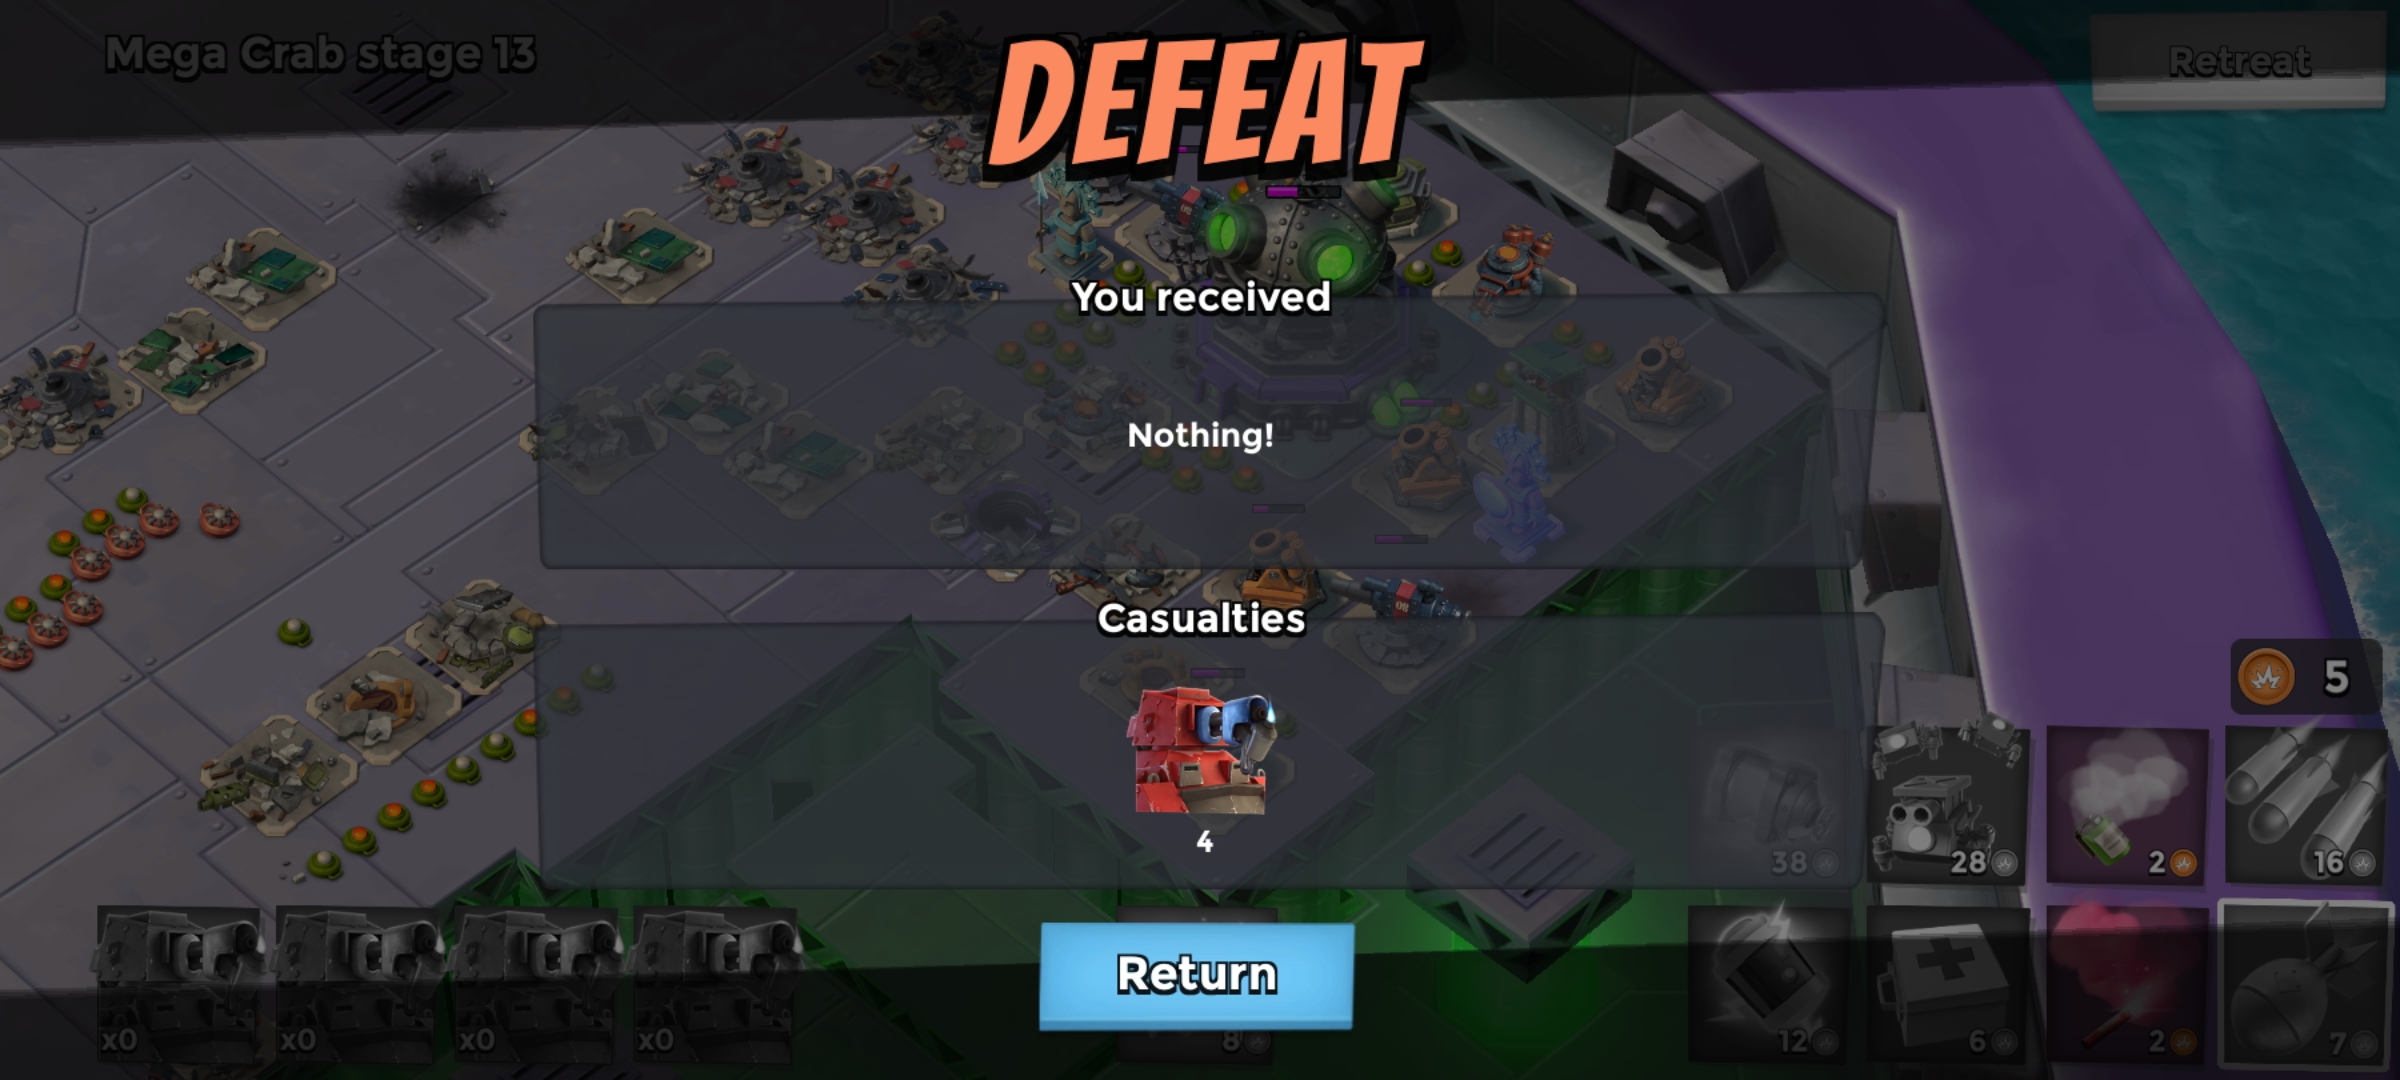 Mega Crab stage 13
DEFEAT
Retreat
You received
Nothing!
Casualties
4
5
38
28
2
16
Return
x0
x0
x0
x0
8
12
6
2
7